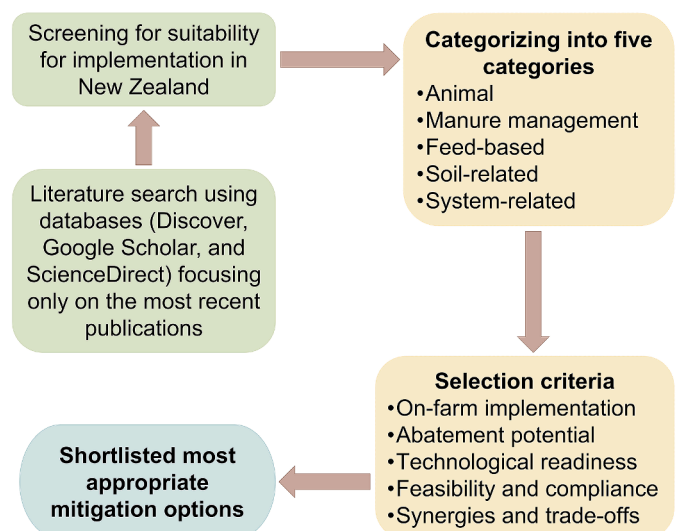 Screening for suitability
for implementation in
New Zealand
Categorizing into five
categories
•Animal
•Manure management
•Feed-based
•Soil-related
•System-related
Literature search using
databases (Discover,
Google Scholar, and
ScienceDirect) focusing
only on the most recent
publications
Selection criteria
•On-farm implementation
•Abatement potential
•Technological readiness
•Feasibility and compliance
•Synergies and trade-offs
Shortlisted most
appropriate
mitigation options